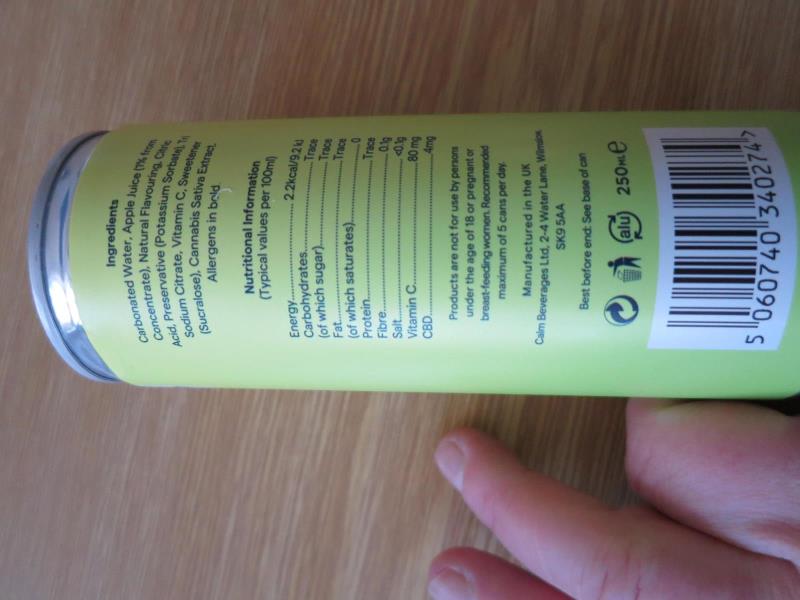 Ingredients
Carbonated Water, Apple Juice (1% from
Concentrate), Natural Flavouring, Citric
Acid, Preservative (Potassium Sorbate), Tri
Sodium Citrate, Vitamin C, Sweetener
(Sucralose), Cannabis Sativa Extract.
Allergens in bold
Nutritional Information
(Typical values per 100ml)
Energy.......... 2.2kcal/9.2 kJ
Carbohydrates.......... Trace
(of which sugar).......... Trace
Fat.......... Trace
(of which saturates).......... 0
Protein.......... Trace
Fibre.......... 0.1g
Salt.......... <0.1g
Vitamin C.......... 80 mg
CBD.......... 4mg
Products are not for use by persons
under the age of 18 or pregnant or
breast-feeding women. Recommended
maximum of 5 cans per day.
Manufactured in the UK
Calm Beverages Ltd, 2-4 Water Lane, Wilmslow
SK9 5AA
Best before end: See base of can
alu 250 ML e
5 060740 340274